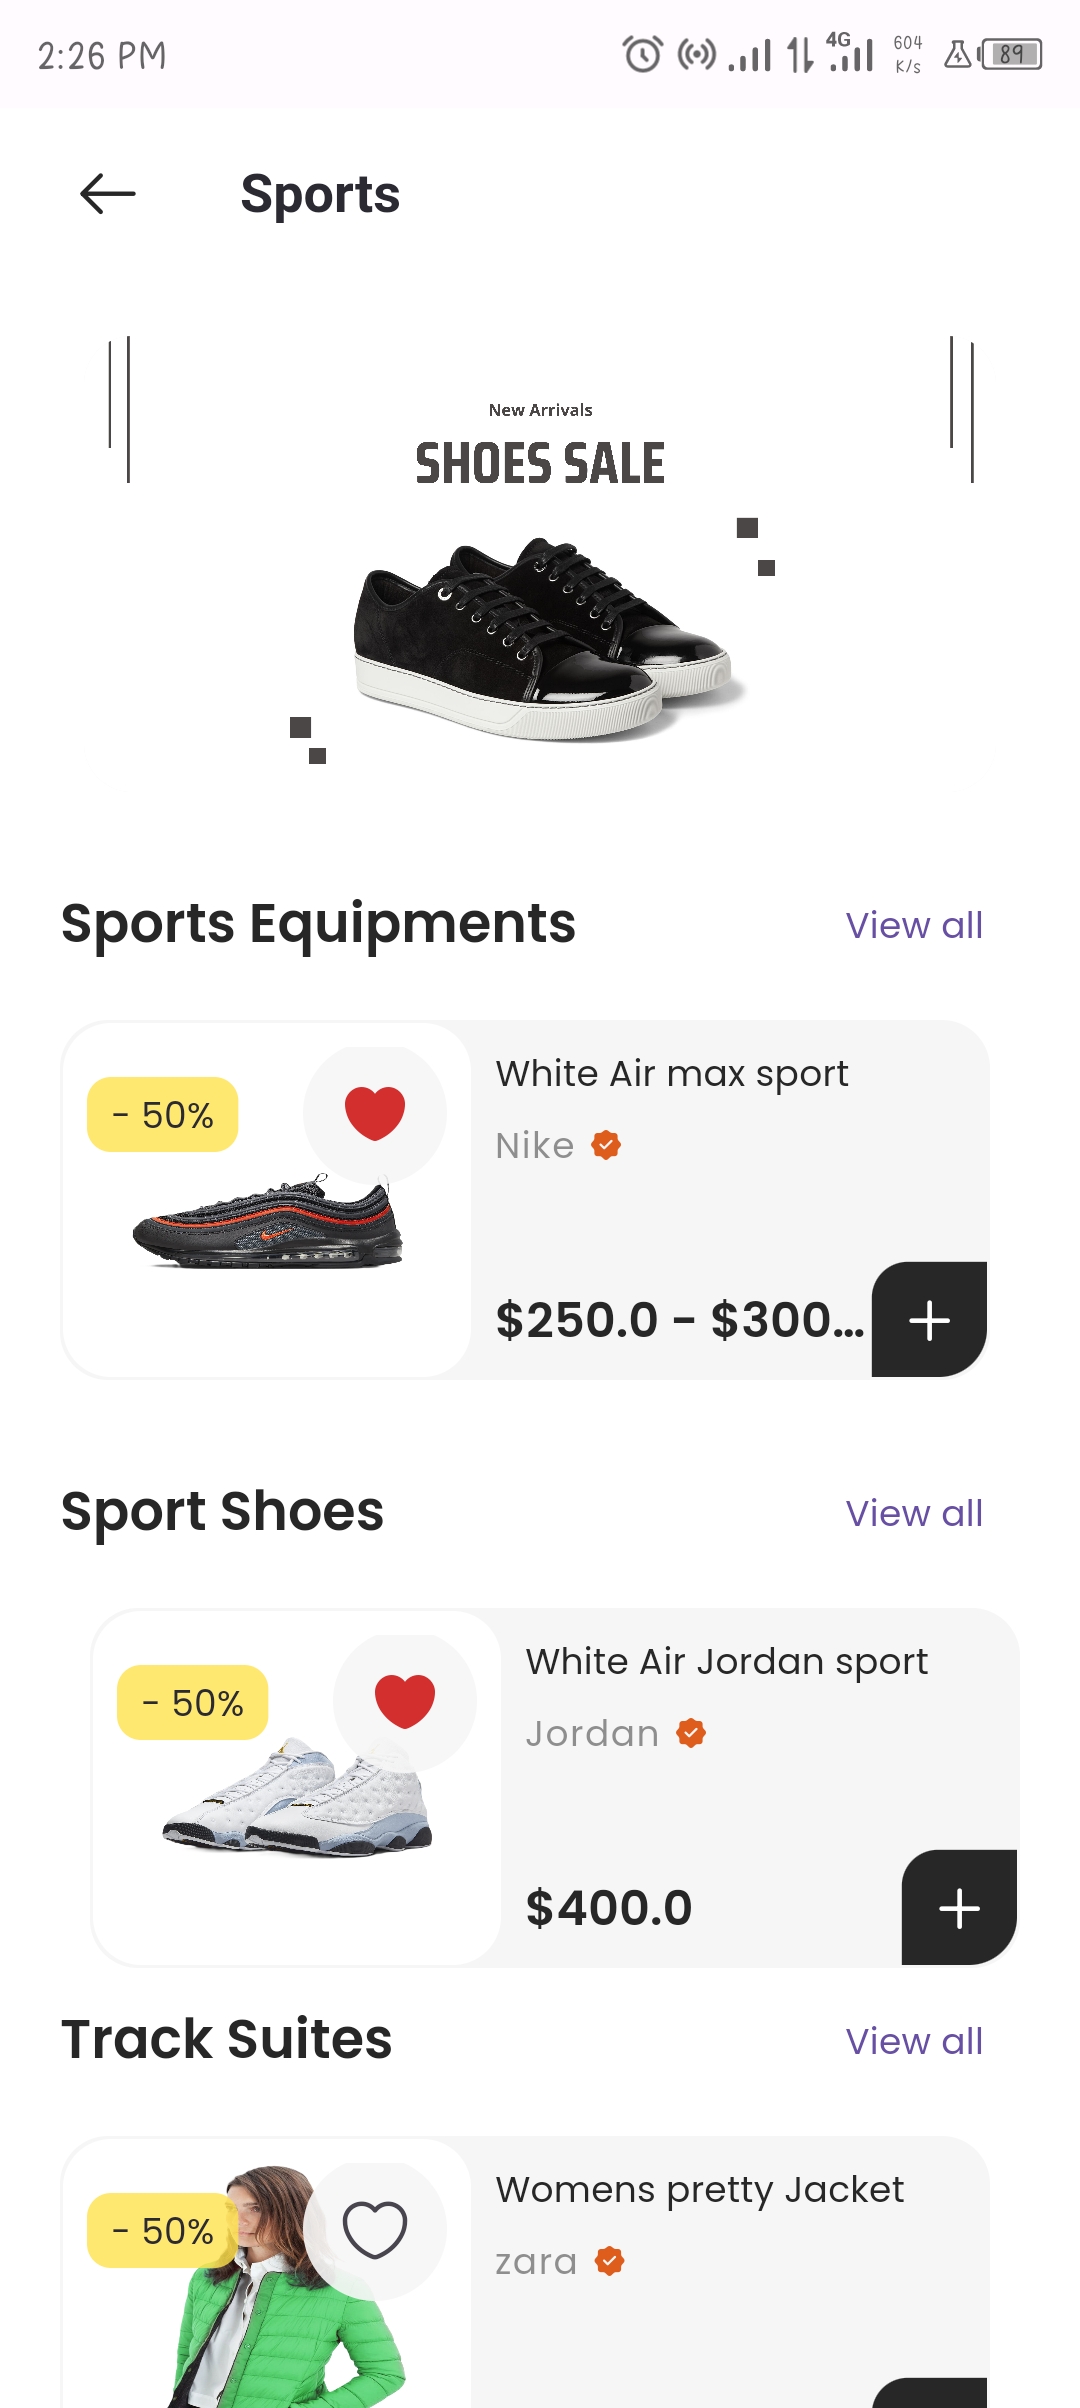 2:26 PM
4G
604
K/s
89
Sports
New Arrivals
SHOES SALE
Sports Equipments
View all
- 50%
White Air max sport
Nike
$250.0 - $300...
Sport Shoes
View all
- 50%
White Air Jordan sport
Jordan
$400.0
Track Suites
View all
- 50%
Womens pretty Jacket
zara